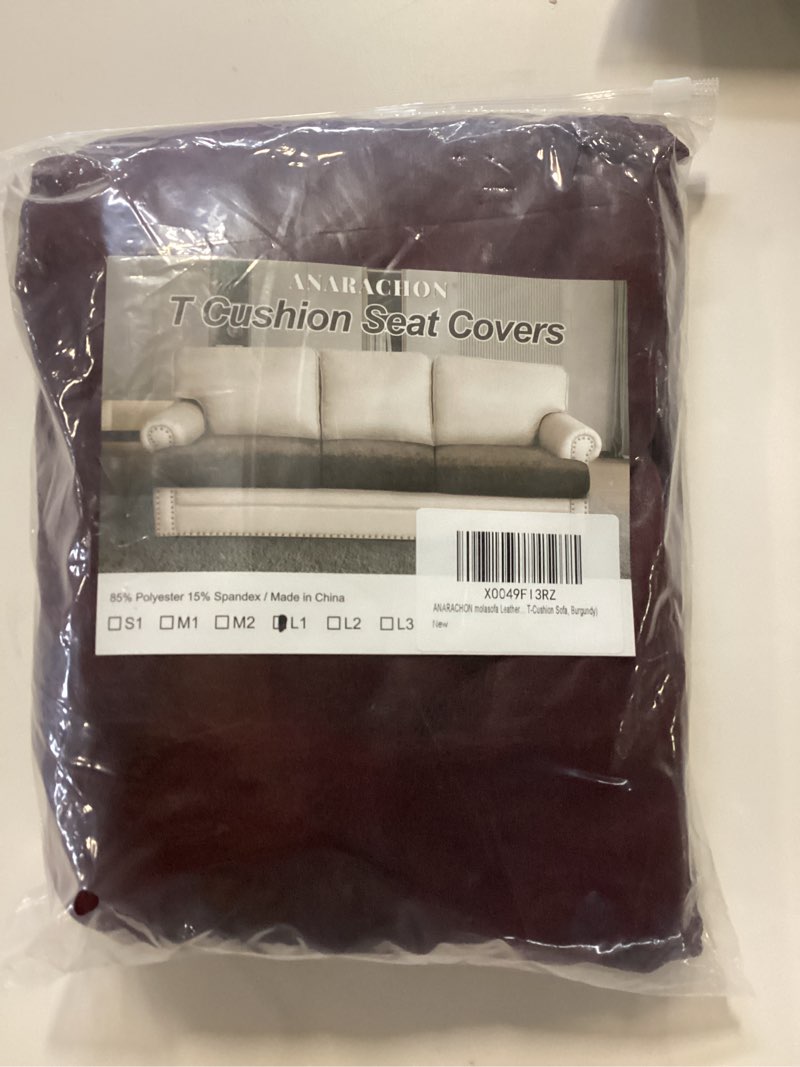 ANARACHON
T Cushion Seat Covers
X0049FI3RZ
ANARACHON molasofa Leather... T-Cushion Sofa, Burgundy)
New
85% Polyester 15% Spandex / Made in China
S1 M1 M2 L1 L2 L3